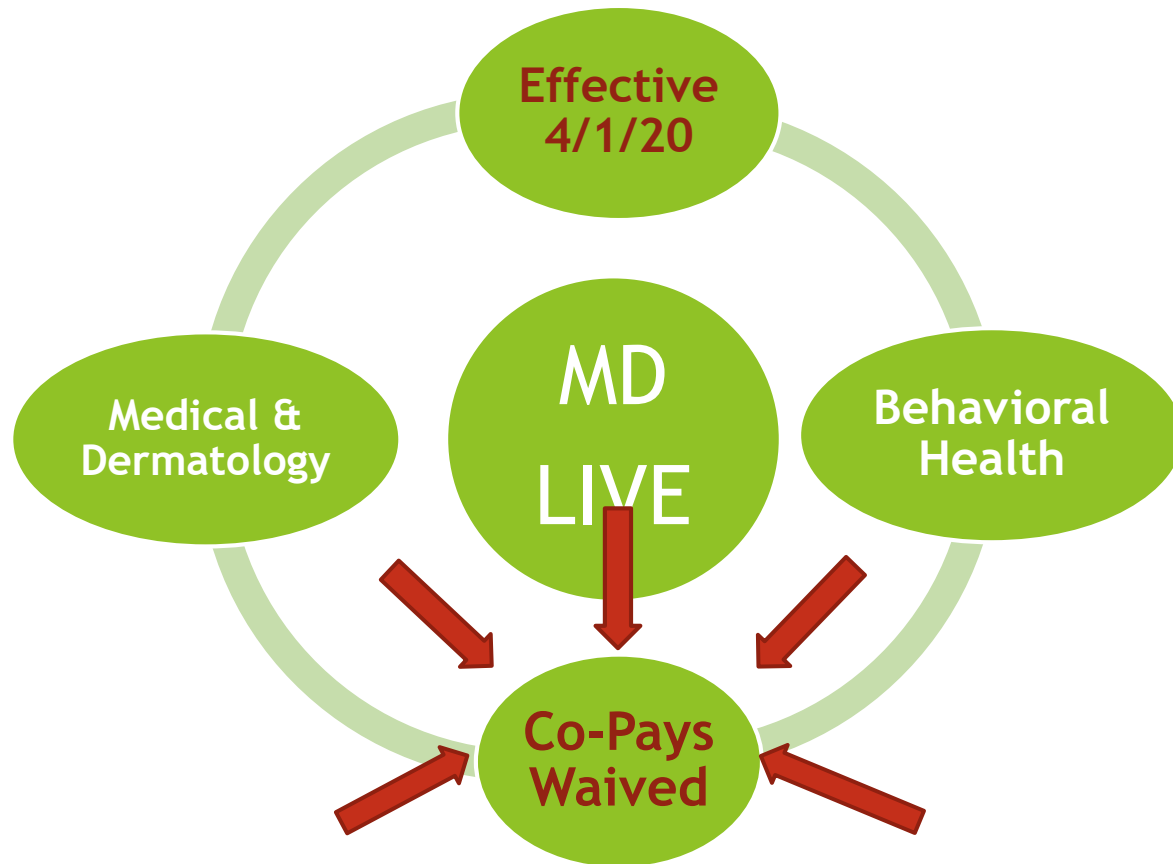 Effective
4/1/20
Medical &
Dermatology
MD
LIVE
Behavioral
Health
Co-Pays
Waived